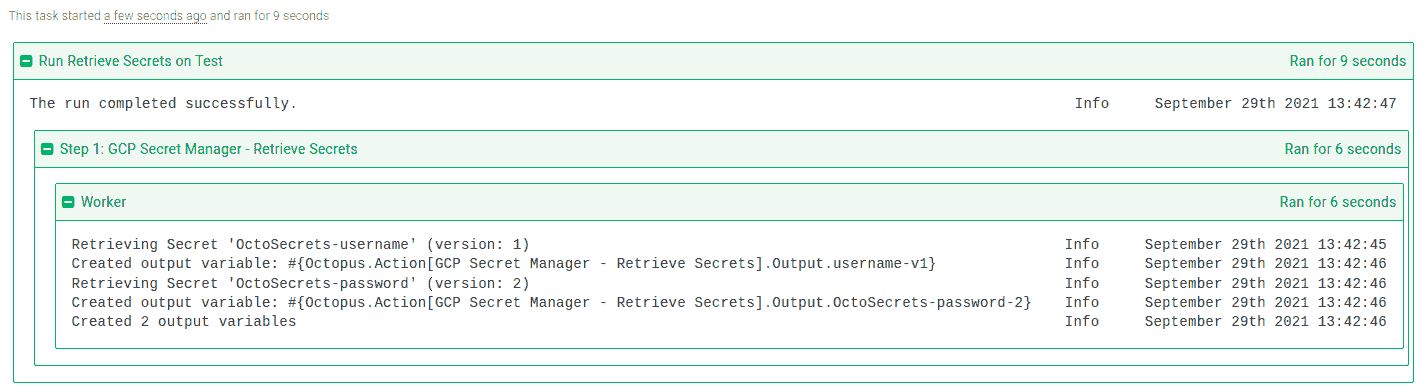 This task started a few seconds ago and ran for 9 seconds
Run Retrieve Secrets on Test Ran for 9 seconds
The run completed successfully. Info September 29th 2021 13:42:47
Step 1: GCP Secret Manager - Retrieve Secrets Ran for 6 seconds
Worker Ran for 6 seconds
Retrieving Secret 'OctoSecrets-username' (version: 1) Info September 29th 2021 13:42:45
Created output variable: #{Octopus.Action[GCP Secret Manager - Retrieve Secrets].Output.username-v1} Info September 29th 2021 13:42:46
Retrieving Secret 'OctoSecrets-password' (version: 2) Info September 29th 2021 13:42:46
Created output variable: #{Octopus.Action[GCP Secret Manager - Retrieve Secrets].Output.OctoSecrets-password-2} Info September 29th 2021 13:42:46
Created 2 output variables Info September 29th 2021 13:42:46